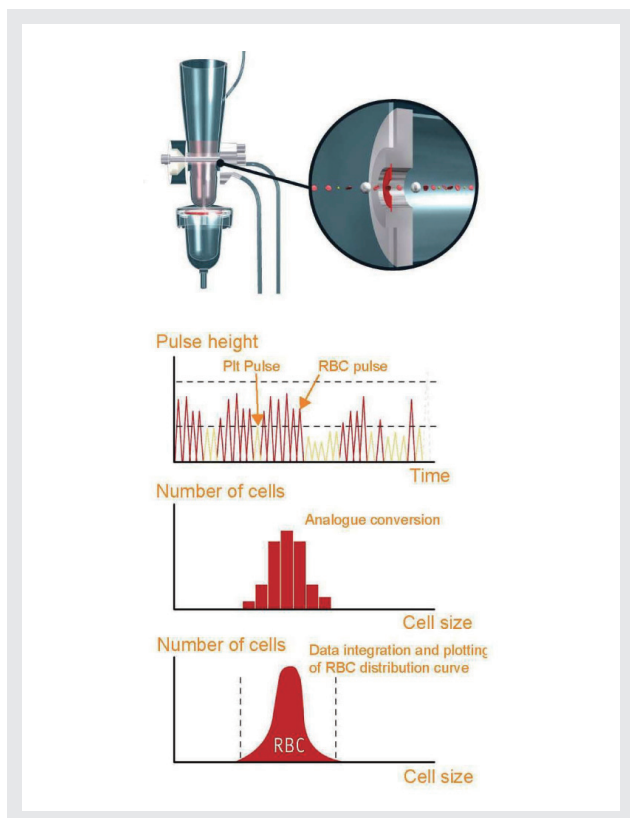 Pulse height
Plt Pulse
RBC pulse
Time
Number of cells
Analogue conversion
Cell size
Number of cells
Data integration and plotting
of RBC distribution curve
RBC
Cell size